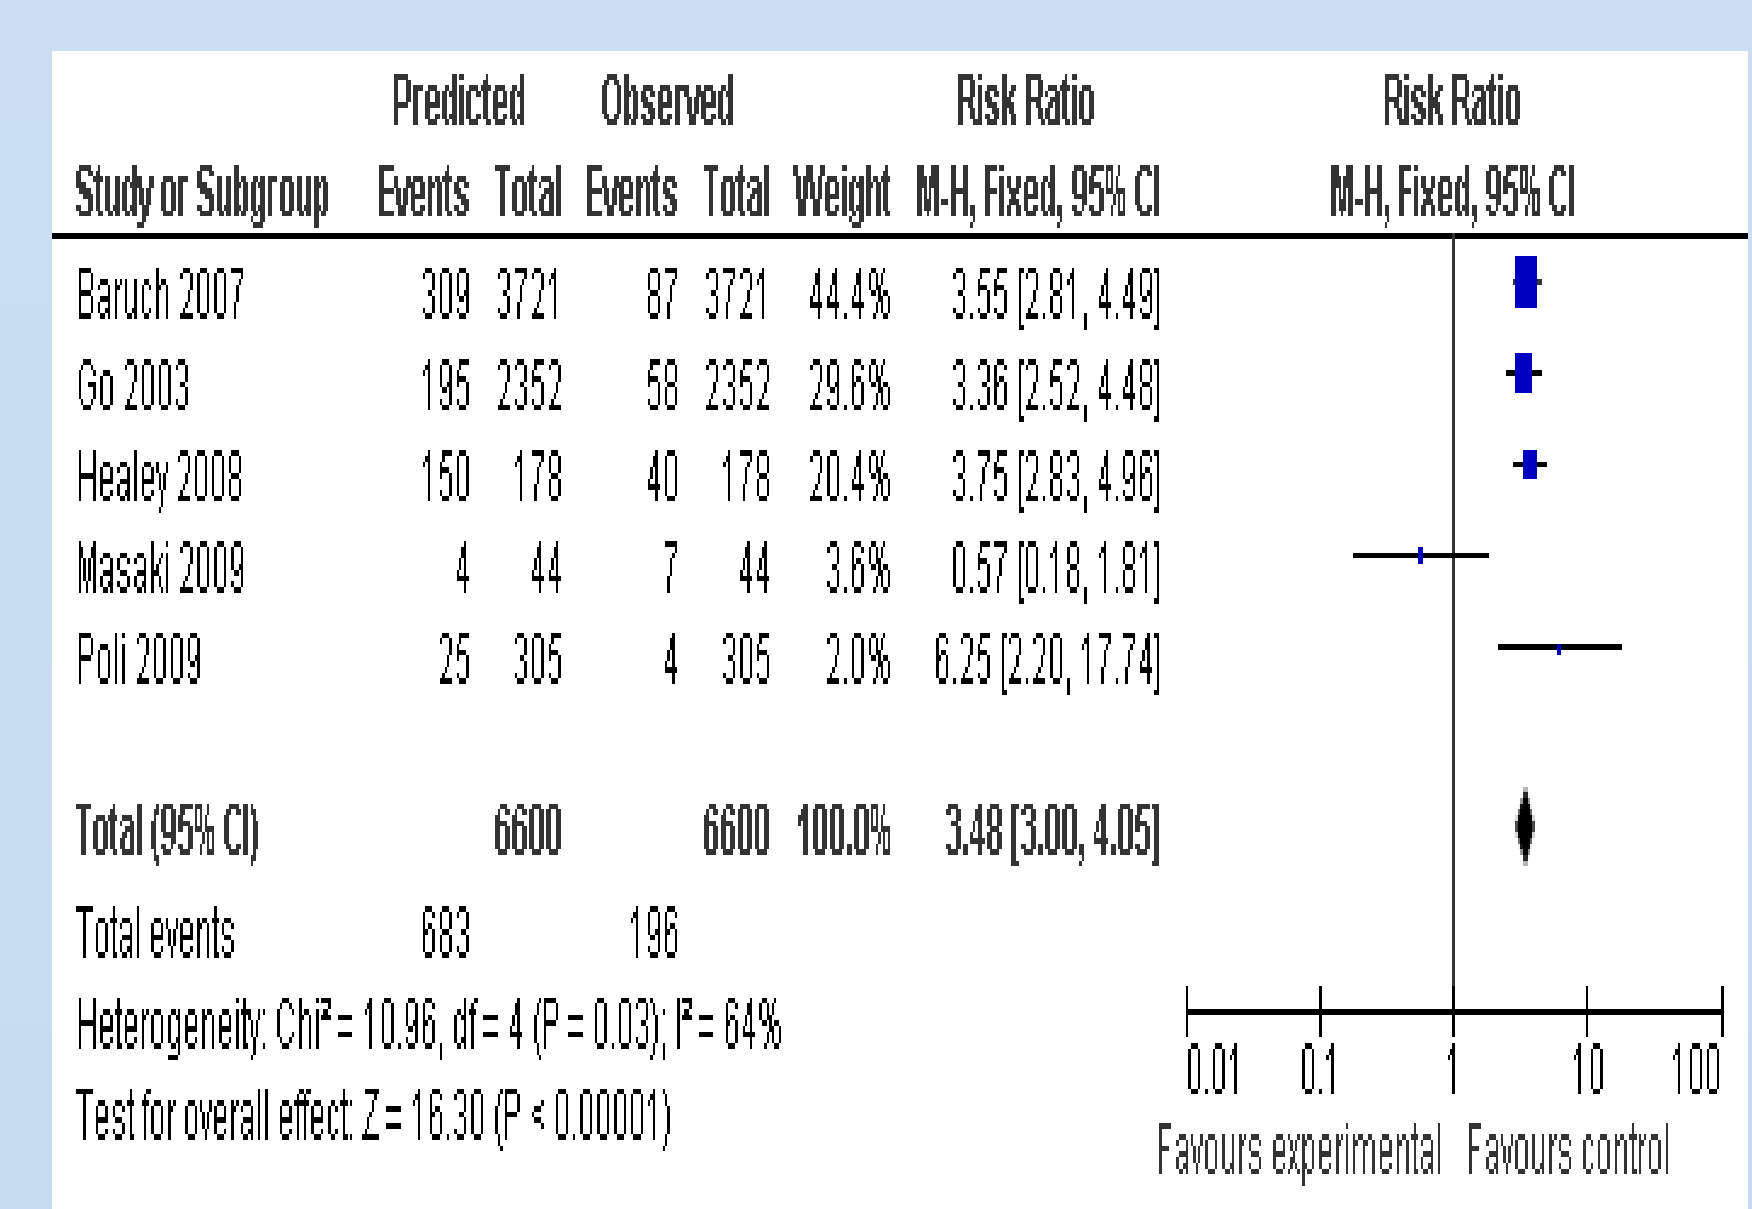 Predicted Observed Risk Ratio Risk Ratio
Study or Subgroup Events Total Events Total Weight M-H, Fixed, 95% CI M-H, Fixed, 95% CI
Baruch 2007 309 3721 87 3721 44.4% 3.55 [2.81, 4.49]
Go 2003 195 2352 58 2352 29.6% 3.36 [2.52, 4.48]
Healey 2008 150 178 40 178 20.4% 3.75 [2.83, 4.96]
Masaki 2009 4 44 7 44 3.6% 0.57 [0.18, 1.81]
Poli 2009 25 305 4 305 2.0% 6.25 [2.20, 17.74]
Total (95% CI) 6600 6600 100.0% 3.48 [3.00, 4.05]
Total events 683 196
Heterogeneity: Chi² = 10.96, df = 4 (P = 0.03); I² = 64%
Test for overall effect: Z = 16.30 (P < 0.00001)
0.01 0.1 1 10 100
Favours experimental Favours control